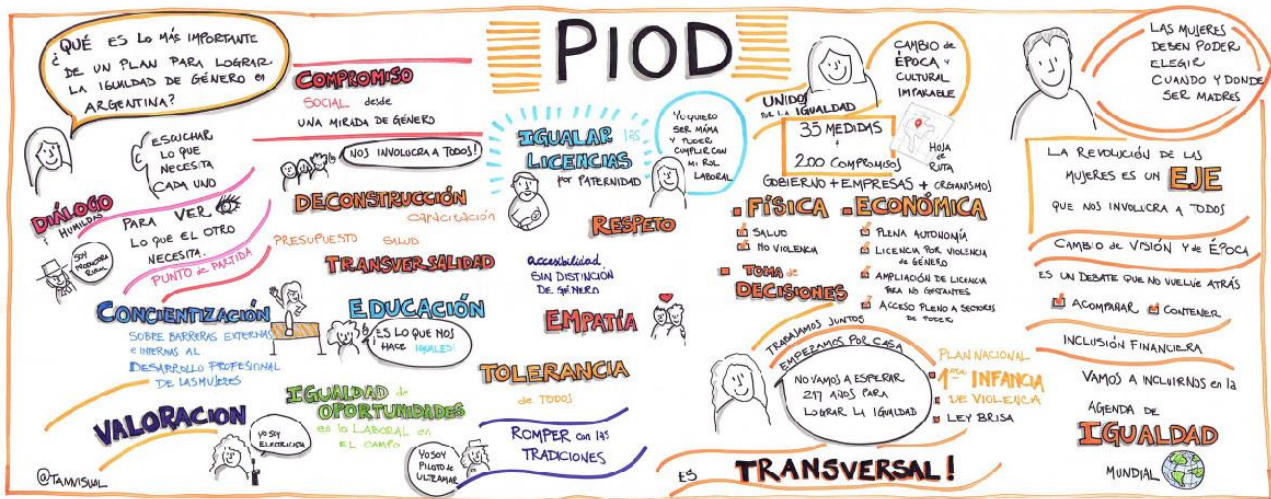 ¿QUÉ ES LO MÁS IMPORTANTE
DE UN PLAN PARA LOGRAR
LA IGUALDAD DE GÉNERO en
ARGENTINA?
ESCUCHAR
LO QUE
NECESITA
CADA UNO
DIÁLOGO
y HUMILDAD
PARA VER
LO QUE EL OTRO
NECESITA.
PUNTO de PARTIDA
SOY
PRODUCTORA
RURAL
CONCIENTIZACIÓN
SOBRE BARRERAS EXTERNAS
e INTERNAS AL
DESARROLLO PROFESIONAL
DE LAS MUJERES
VALORACION
YO SOY
ELECTRICISTA
@TAMVISUAL
COMPROMISO
SOCIAL desde
UNA MIRADA DE GÉNERO
NOS INVOLUCRA A TODOS!
DECONSTRUCCIÓN
CAPACITACIÓN
PRESUPUESTO SALUD
TRANSVERSALIDAD
EDUCACIÓN
¡ES LO QUE NOS
HACE IGUALES!
IGUALDAD de
OPORTUNIDADES
en lo LABORAL en
EL CAMPO
YO SOY
PILOTO de
ULTRAMAR
PIOD
IGUALAR las
LICENCIAS
por PATERNIDAD
YO QUIERO
SER MAMÁ
Y PODER
CUMPLIR CON
MI ROL
LABORAL
RESPETO
accesibilidad
SIN DISTINCIÓN
DE GÉNERO
EMPATÍA
TOLERANCIA
de TODOS
ROMPER con las
TRADICIONES
CAMBIO de
ÉPOCA Y
CULTURAL
IMPARABLE
UNIDOS
POR LA IGUALDAD
35 MEDIDAS
+
200 COMPROMISOS
HOJA
de
RUTA
GOBIERNO + EMPRESAS + ORGANISMOS
FÍSICA
SALUD
NO VIOLENCIA
TOMA de
DECISIONES
ECONÓMICA
PLENA AUTONOMÍA
LICENCIA POR VIOLENCIA
de GÉNERO
AMPLIACIÓN DE LICENCIA
PARA NO GESTANTES
ACCESO PLENO A SECTORES
DE PODER
TRABAJAMOS JUNTOS
EMPEZAMOS POR CASA
NO VAMOS A ESPERAR
217 AÑOS PARA
LOGRAR LA IGUALDAD
PLAN NACIONAL
1ERA INFANCIA
DE VIOLENCIA
LEY BRISA
ES TRANSVERSAL!
LAS MUJERES
DEBEN PODER
ELEGIR
CUANDO Y DONDE
SER MADRES
LA REVOLUCIÓN DE LAS
MUJERES ES UN EJE
QUE NOS INVOLUCRA A TODOS
CAMBIO de VISIÓN Y de ÉPOCA
ES UN DEBATE QUE NO VUELVE ATRÁS
ACOMPAÑAR CONTENER
INCLUSIÓN FINANCIERA
VAMOS A INCLUIRNOS en la
AGENDA DE
IGUALDAD
MUNDIAL